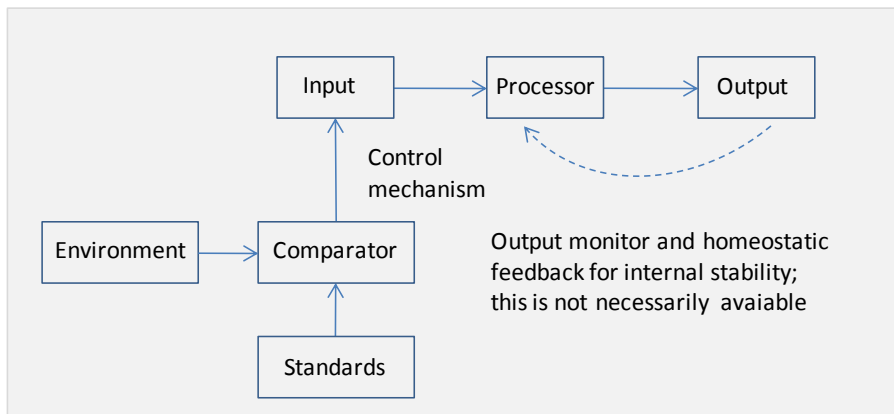 Input
Processor
Output
Control
mechanism
Environment
Comparator
Output monitor and homeostatic
feedback for internal stability;
this is not necessarily avaiable
Standards